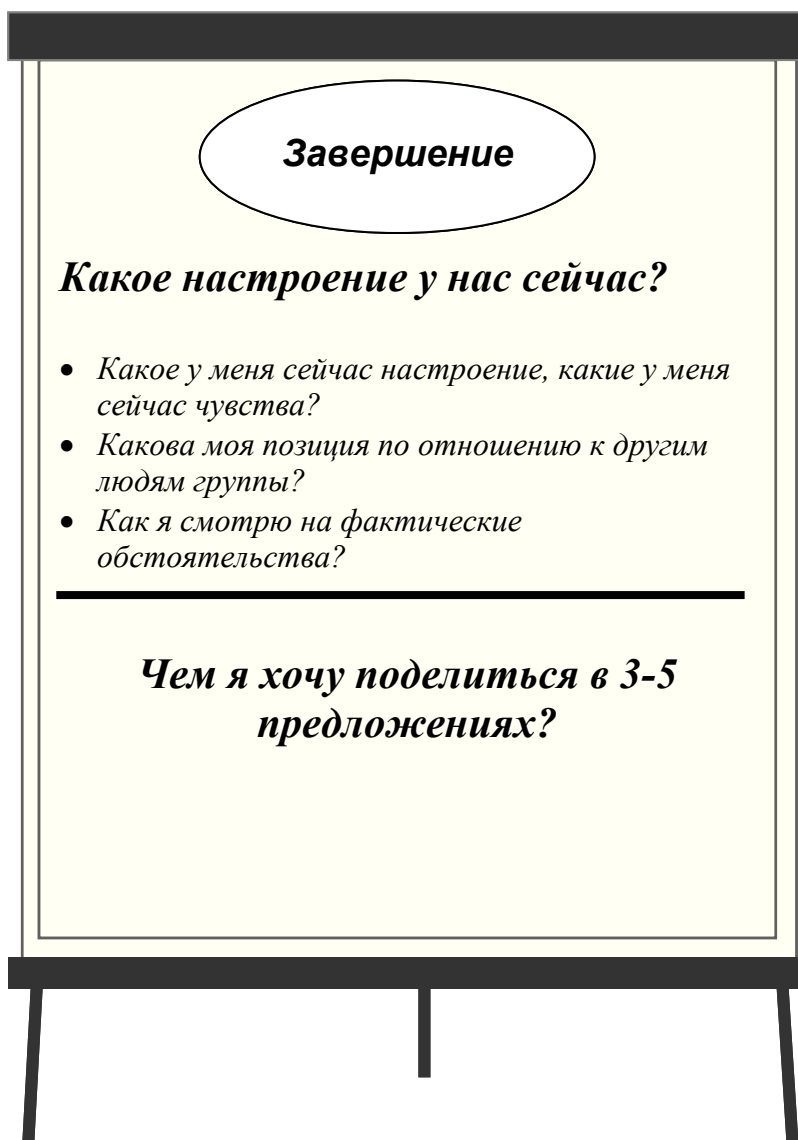 Завершение
Какое настроение у нас сейчас?
• Какое у меня сейчас настроение, какие у меня
сейчас чувства?
• Какова моя позиция по отношению к другим
людям группы?
• Как я смотрю на фактические
обстоятельства?
Чем я хочу поделиться в 3-5
предложениях?